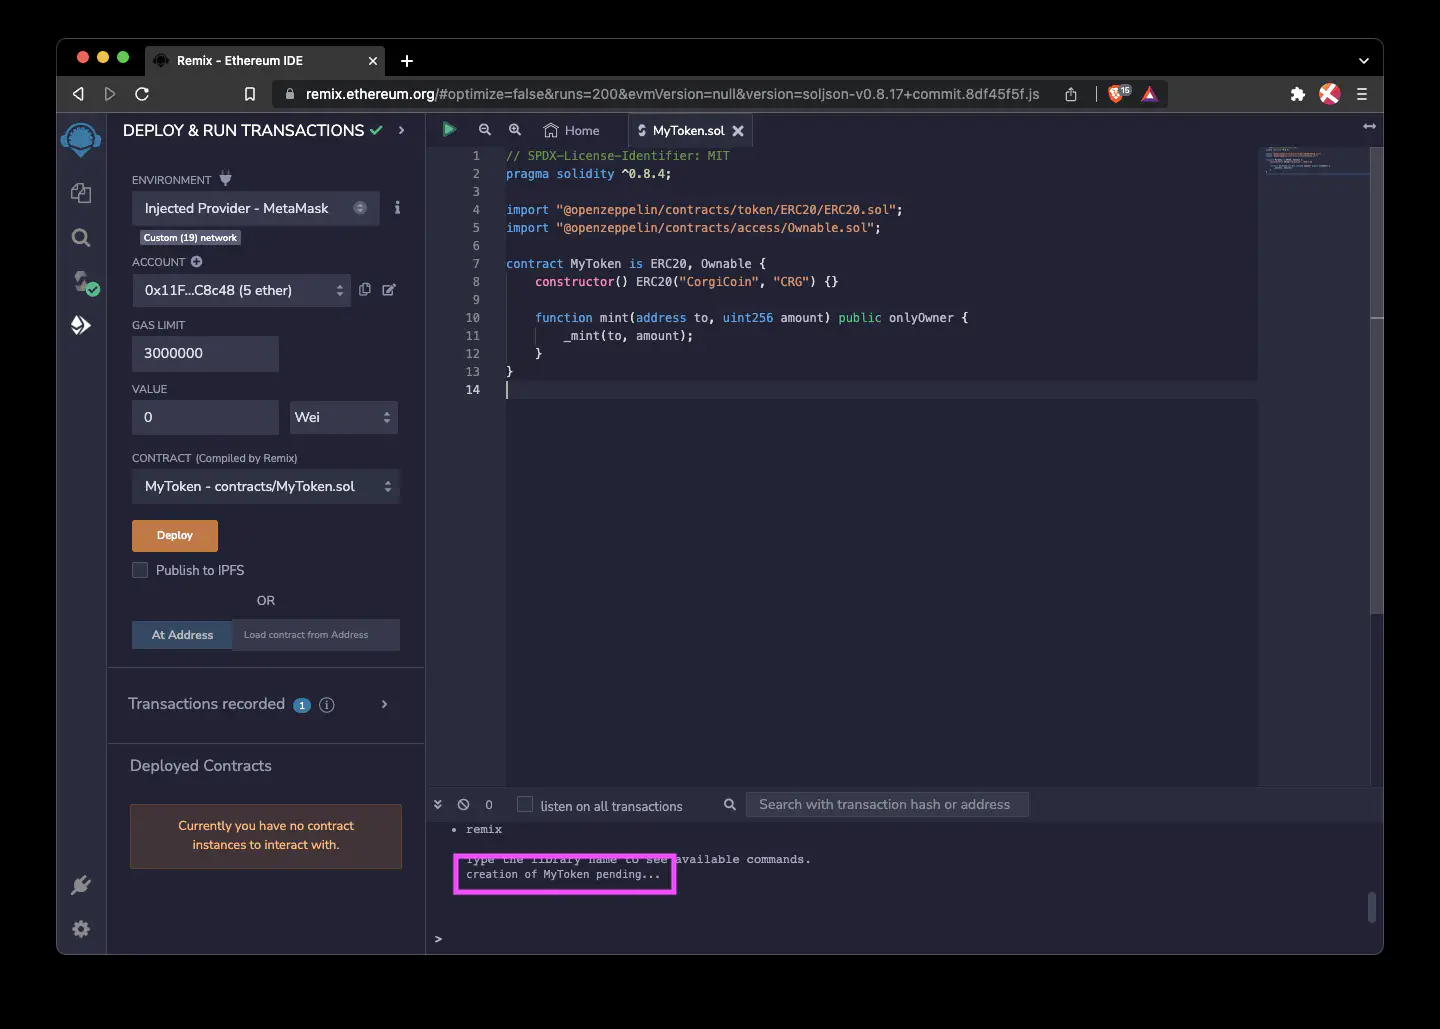 Remix - Ethereum IDE
remix.ethereum.org/#optimize=false&runs=200&evmVersion=null&version=soljson-v0.8.17+commit.8df45f5f.js
15
DEPLOY & RUN TRANSACTIONS
ENVIRONMENT
Injected Provider - MetaMask
Custom (19) network
ACCOUNT
0x11F...C8c48 (5 ether)
GAS LIMIT
3000000
VALUE
0
Wei
CONTRACT (Compiled by Remix)
MyToken - contracts/MyToken.sol
Deploy
Publish to IPFS
OR
At Address
Load contract from Address
Transactions recorded 1
Deployed Contracts
Currently you have no contract
instances to interact with.
Home
MyToken.sol
1 // SPDX-License-Identifier: MIT
2 pragma solidity ^0.8.4;
3
4 import "@openzeppelin/contracts/token/ERC20/ERC20.sol";
5 import "@openzeppelin/contracts/access/Ownable.sol";
6
7 contract MyToken is ERC20, Ownable {
8 constructor() ERC20("CorgiCoin", "CRG") {}
9
10 function mint(address to, uint256 amount) public onlyOwner {
11 _mint(to, amount);
12 }
13 }
14
0
listen on all transactions
Search with transaction hash or address
• remix
Type the library name to see available commands.
creation of MyToken pending...
>